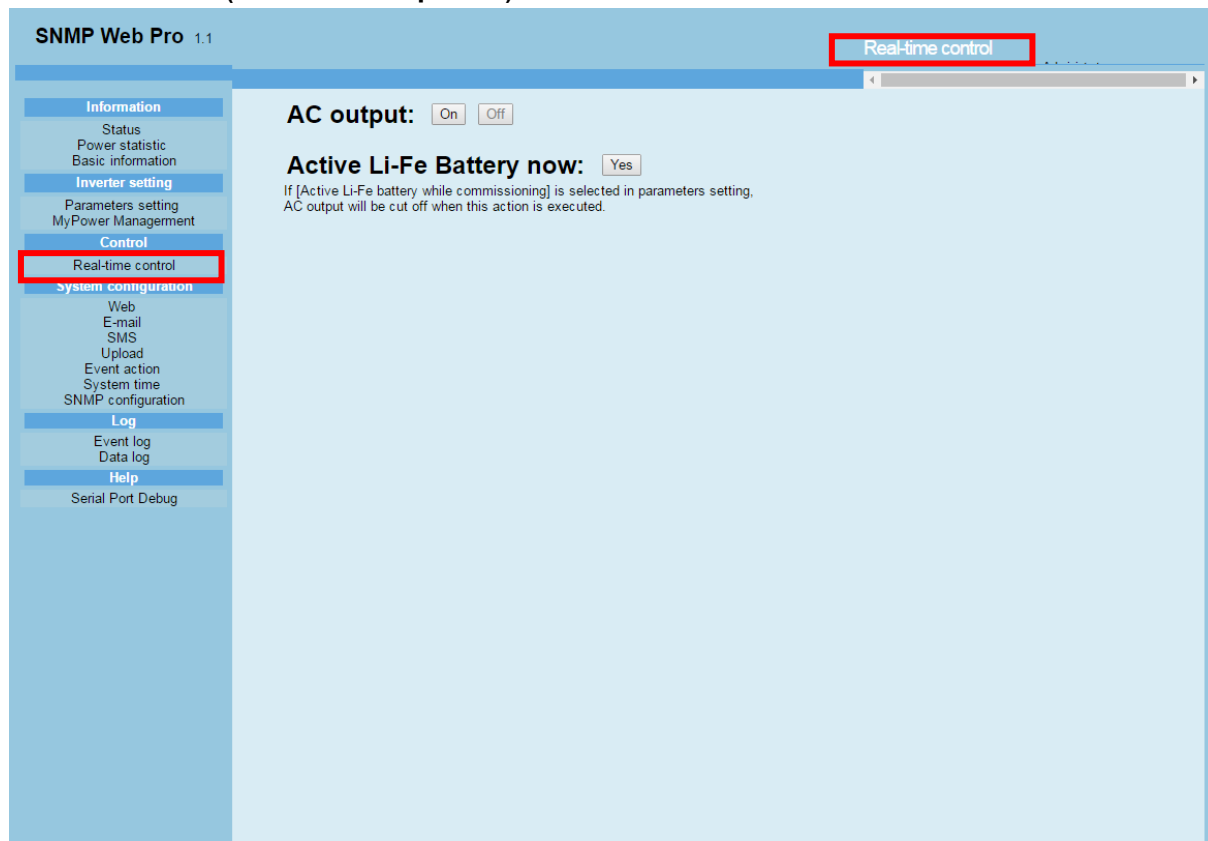 SNMP Web Pro 1.1
Real-time control
Information
Status
Power statistic
Basic information
Inverter setting
Parameters setting
MyPower Managerment
Control
Real-time control
System configuration
Web
E-mail
SMS
Upload
Event action
System time
SNMP configuration
Log
Event log
Data log
Help
Serial Port Debug
AC output: On Off
Active Li-Fe Battery now: Yes
If [Active Li-Fe battery while commissioning] is selected in parameters setting,
AC output will be cut off when this action is executed.